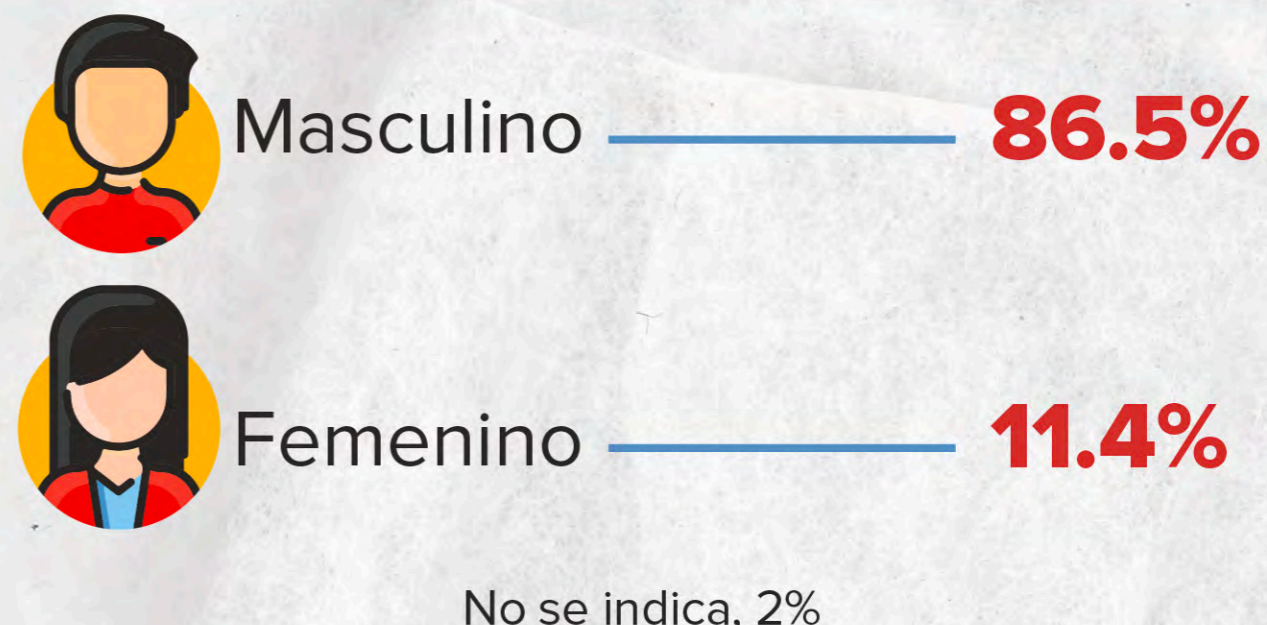 Masculino 86.5%
Femenino 11.4%
No se indica, 2%